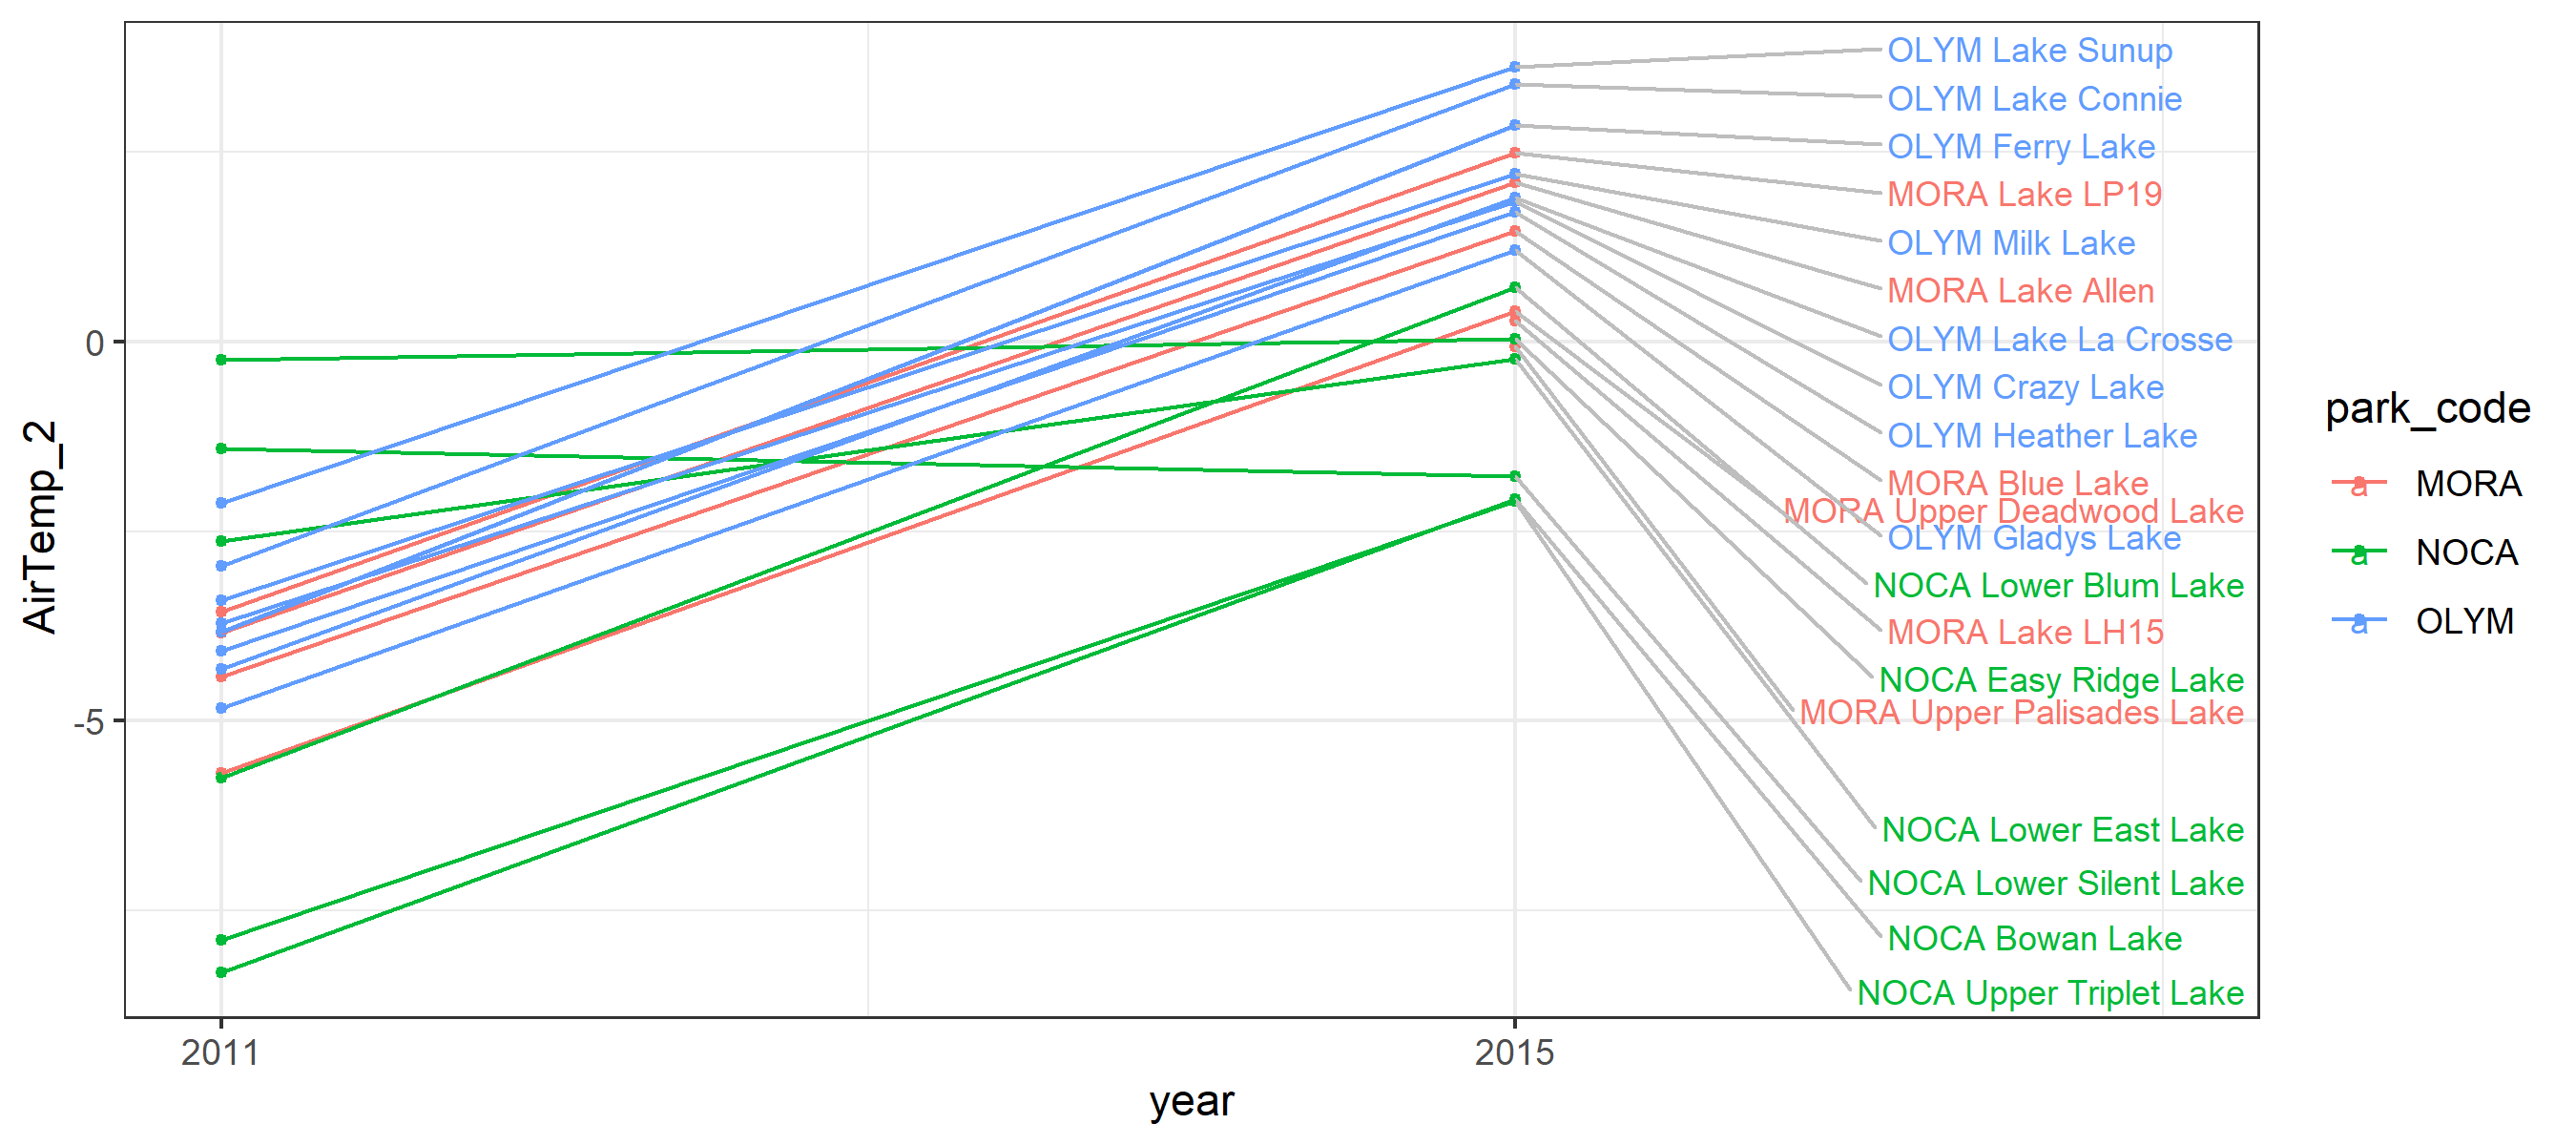 OLYM Lake Sunup
OLYM Lake Connie
OLYM Ferry Lake
MORA Lake LP19
OLYM Milk Lake
MORA Lake Allen
OLYM Lake La Crosse
OLYM Crazy Lake
OLYM Heather Lake
MORA Blue Lake
MORA Upper Deadwood Lake
OLYM Gladys Lake
NOCA Lower Blum Lake
MORA Lake LH15
NOCA Easy Ridge Lake
MORA Upper Palisades Lake
NOCA Lower East Lake
NOCA Lower Silent Lake
NOCA Bowan Lake
NOCA Upper Triplet Lake
0
-5
AirTemp_2
2011
2015
year
park_code
a MORA
a NOCA
a OLYM